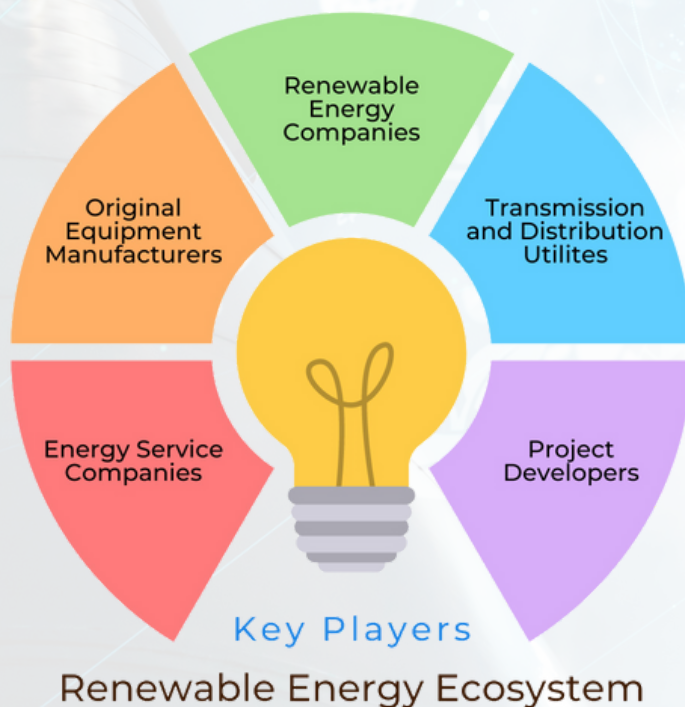 Renewable
Energy
Companies
Original
Equipment
Manufacturers
Transmission
and Distribution
Utilites
Energy Service
Companies
Project
Developers
Key Players
Renewable Energy Ecosystem